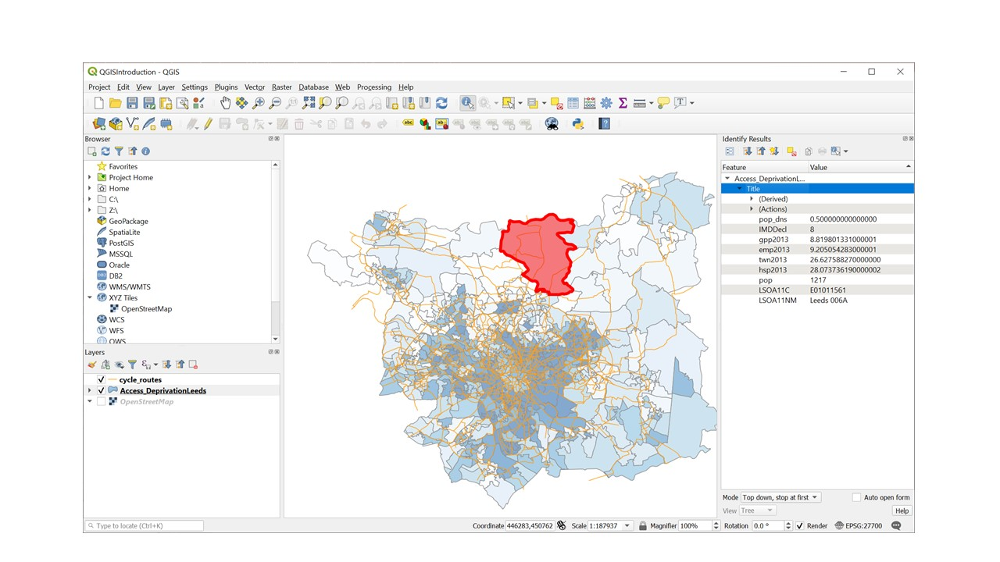 QGISIntroduction - QGIS
Project Edit View Layer Settings Plugins Vector Raster Database Web Processing Help
Browser
Favorites
Project Home
Home
C:\
Z:\
GeoPackage
SpatiaLite
PostGIS
MSSQL
Oracle
DB2
WMS/WMTS
XYZ Tiles
OpenStreetMap
WCS
WFS
OWS
Layers
cycle_routes
Access_DeprivationLeeds
OpenStreetMap
Identify Results
Feature Value
Access_DeprivationL...
Title
(Derived)
(Actions)
pop_dns 0.500000000000000
IMDDecl 8
gpp2013 8.819801331000001
emp2013 9.205054283000001
twn2013 26.627588270000000
hsp2013 28.073736190000002
pop 1217
LSOA11C E01011561
LSOA11NM Leeds 006A
Mode Top down, stop at first Auto open form
View Tree Help
Type to locate (Ctrl+K) Coordinate 446283,450762 Scale 1:187937 Magnifier 100% Rotation 0.0 ° Render EPSG:27700